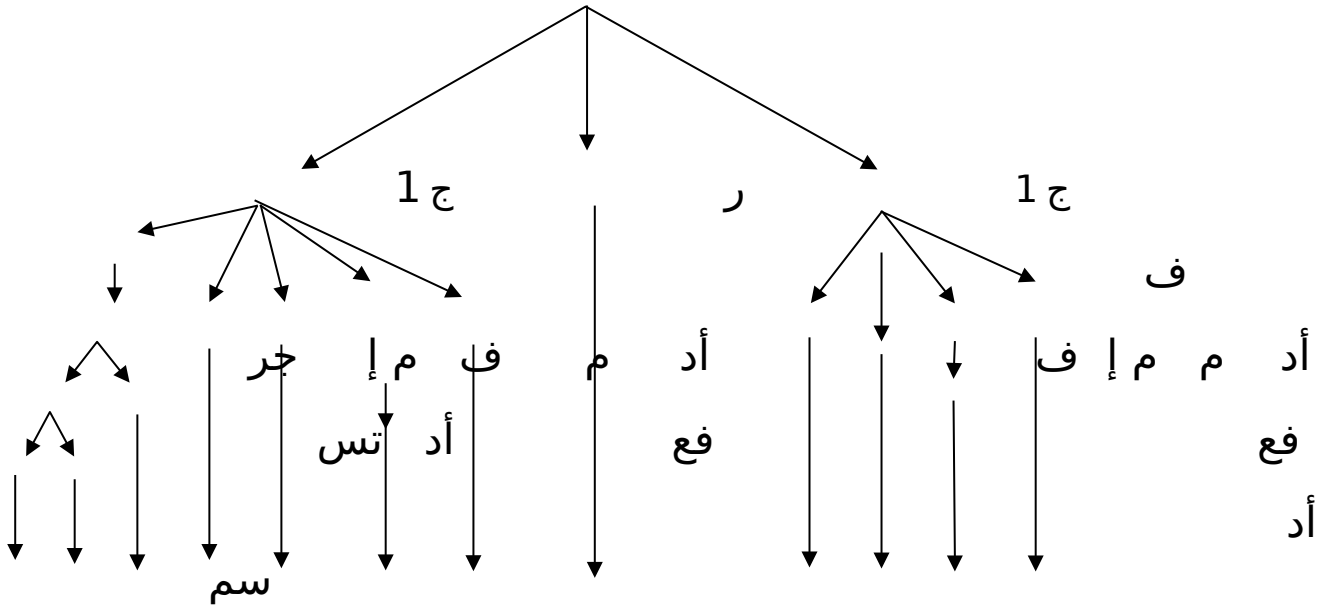 ج 1 ر ج 1
ف
أد م م إ ف أد م ف م إ جر
فع فع أد تس
أد
سم